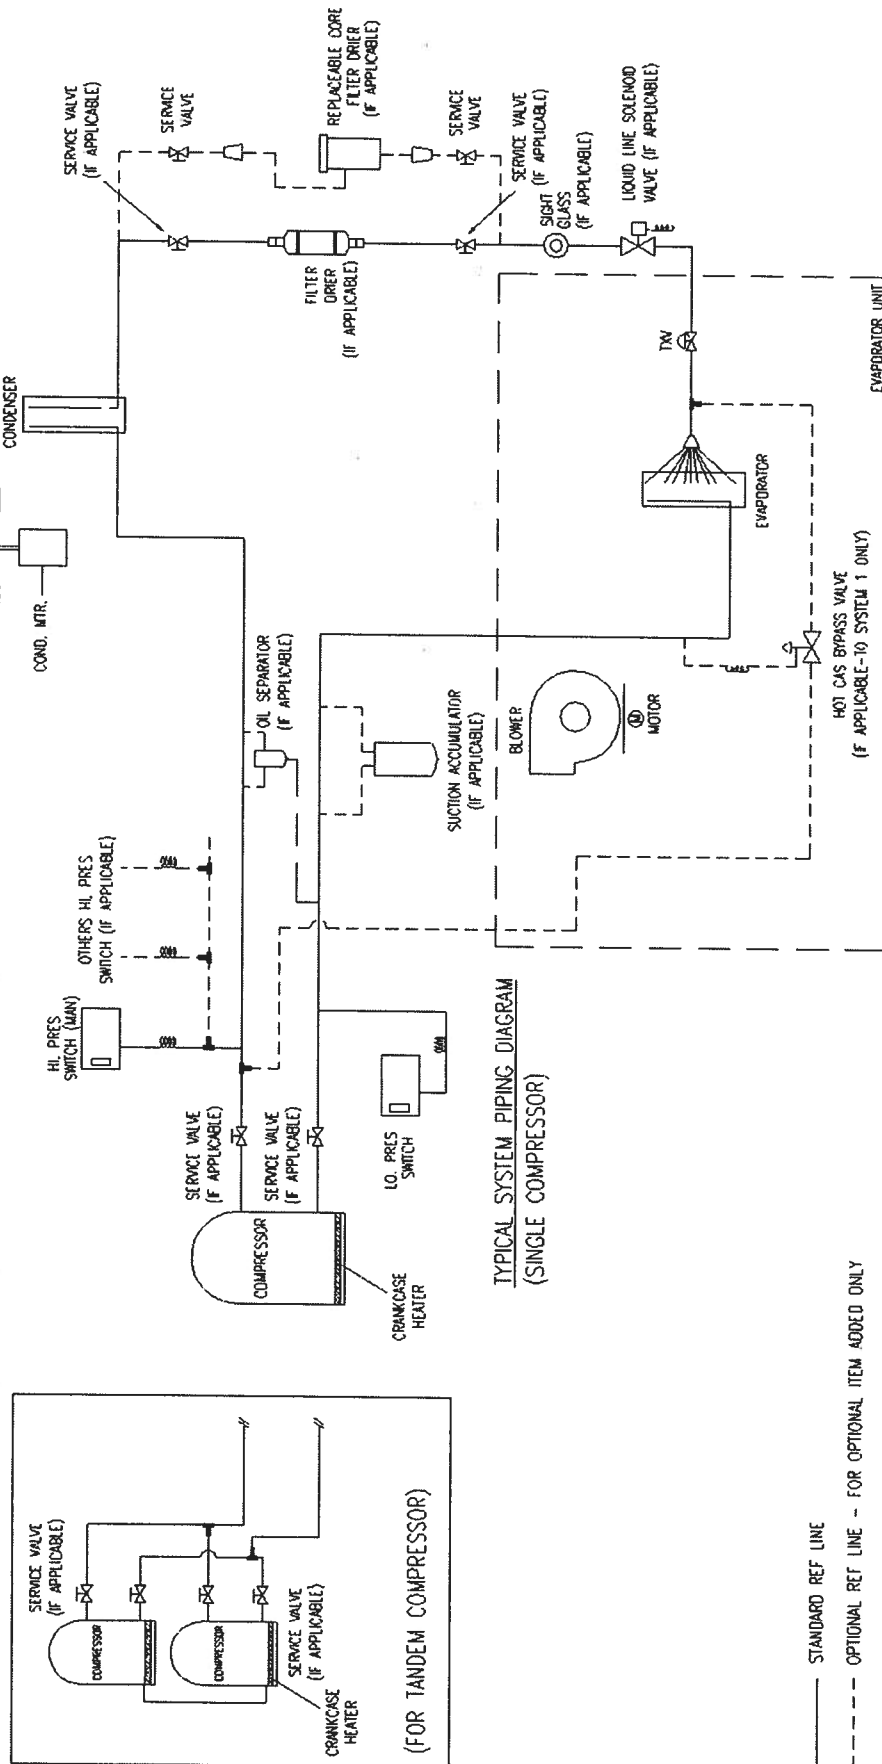 SERVICE VALVE
(IF APPLICABLE)
COMPRESSOR
COMPRESSOR
SERVICE VALVE
(IF APPLICABLE)
CRANKCASE
HEATER
(FOR TANDEM COMPRESSOR)
STANDARD REF LINE
OPTIONAL REF LINE - FOR OPTIONAL ITEM ADDED ONLY
COND. MTR.
CONDENSER
HI, PRES
SWITCH (MAN)
OTHERS HI, PRES
SWITCH (IF APPLICABLE)
SERVICE VALVE
(IF APPLICABLE)
SERVICE VALVE
(IF APPLICABLE)
COMPRESSOR
CRANKCASE
HEATER
LO. PRES
SWITCH
OIL SEPARATOR
(IF APPLICABLE)
SUCTION ACCUMULATOR
(IF APPLICABLE)
TYPICAL SYSTEM PIPING DIAGRAM
(SINGLE COMPRESSOR)
BLOWER
M
MOTOR
HOT GAS BYPASS VALVE
(IF APPLICABLE-TO SYSTEM 1 ONLY)
EVAPORATOR
TXV
EVAPORATOR UNIT
SERVICE VALVE
(IF APPLICABLE)
SERVICE
VALVE
FILTER
DRIER
(IF APPLICABLE)
REPLACEABLE CORE
FILTER DRIER
(IF APPLICABLE)
SERVICE
VALVE
SERVICE VALVE
(IF APPLICABLE)
SIGHT
GLASS
(IF APPLICABLE)
LIQUID LINE SOLENOID
VALVE (IF APPLICABLE)